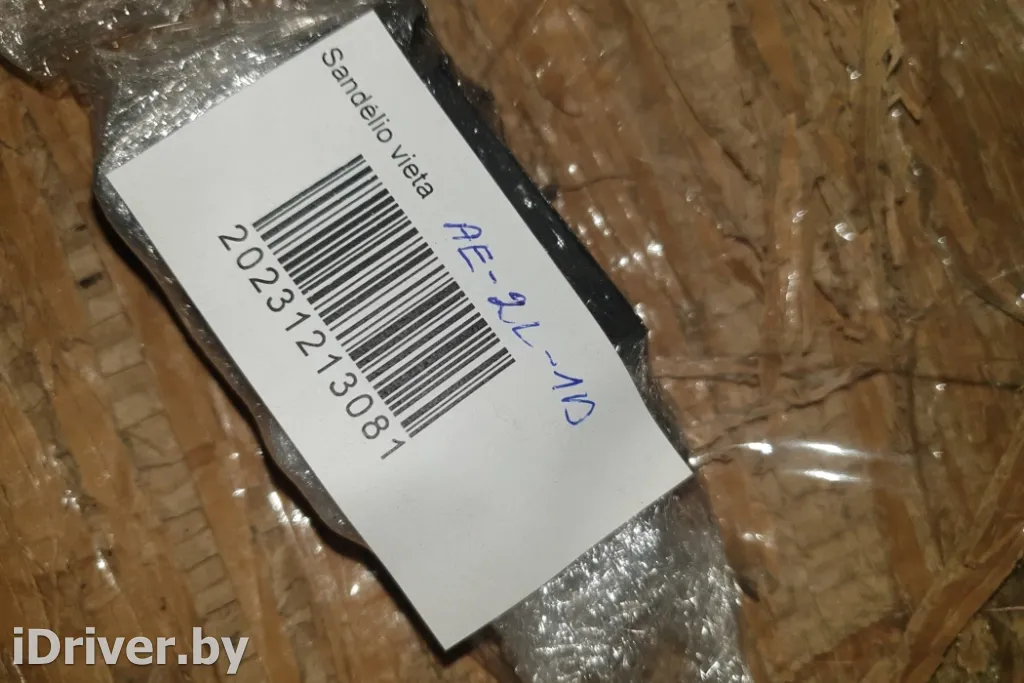 Sandėlio vieta
AE-2L-1D
20231213081
iDriver.by